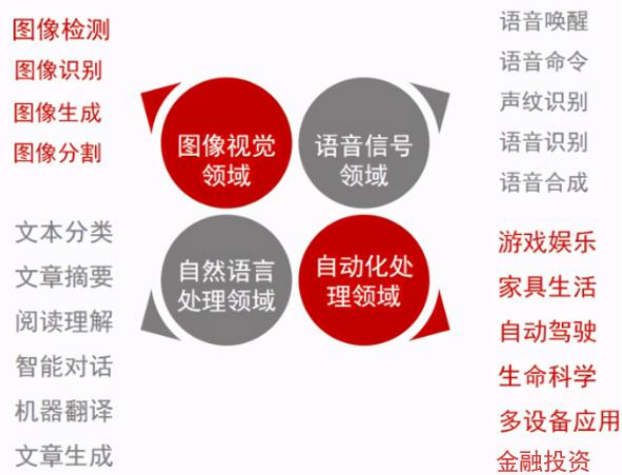 图像检测
图像识别
图像生成
图像分割
图像视觉
领域
语音信号
领域
语音唤醒
语音命令
声纹识别
语音识别
语音合成
文本分类
文章摘要
阅读理解
智能对话
机器翻译
文章生成
自然语言
处理领域
自动化处
理领域
游戏娱乐
家具生活
自动驾驶
生命科学
多设备应用
金融投资